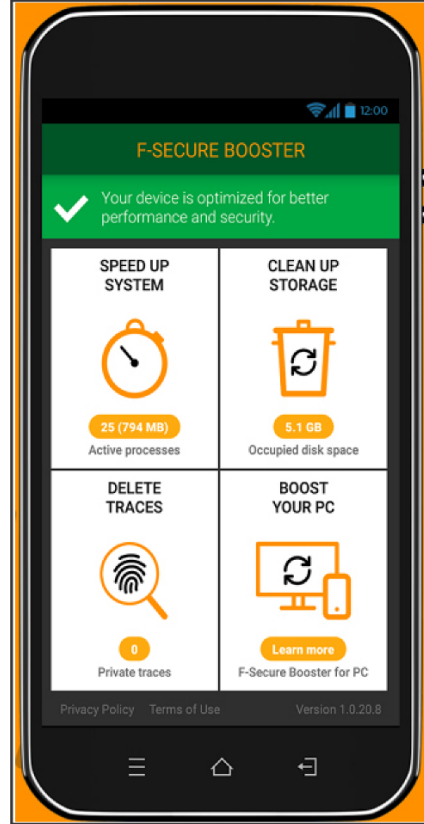 12:00
F-SECURE BOOSTER
Your device is optimized for better
performance and security.
SPEED UP
SYSTEM
25 (794 MB)
Active processes
CLEAN UP
STORAGE
5.1 GB
Occupied disk space
DELETE
TRACES
0
Private traces
BOOST
YOUR PC
Learn more
F-Secure Booster for PC
Privacy Policy Terms of Use Version 1.0.20.8